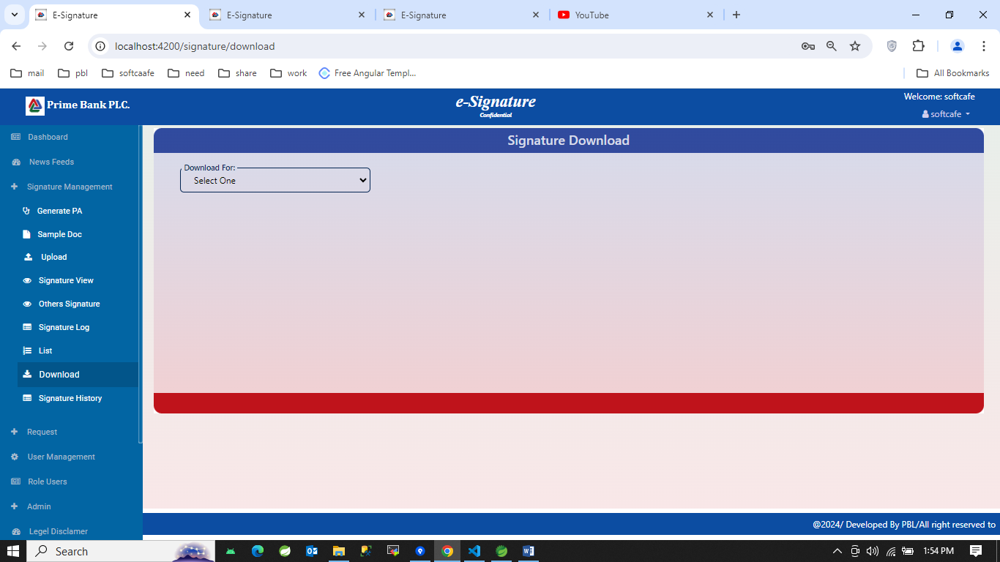 E-Signature
E-Signature
E-Signature
YouTube
localhost:4200/signature/download
mail
pbl
softcaafe
need
share
work
Free Angular Templ...
All Bookmarks
Prime Bank PLC.
e-Signature
Confidential
Welcome: softcafe
softcafe
Dashboard
News Feeds
Signature Management
Generate PA
Sample Doc
Upload
Signature View
Others Signature
Signature Log
List
Download
Signature History
Request
User Management
Role Users
Admin
Legel Disclamer
Signature Download
Download For:
Select One
@2024/ Developed By PBL/All right reserved to
Search
1:54 PM